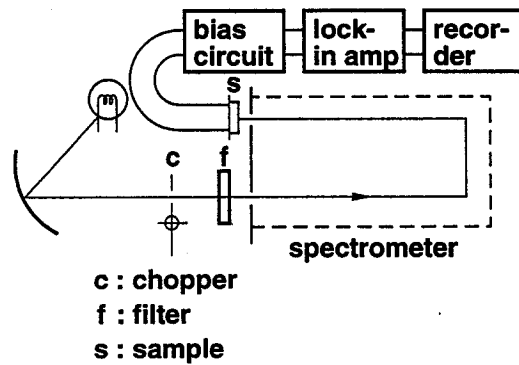 bias
circuit
lock-
in amp
recor-
der
s
c
f
spectrometer
c : chopper
f : filter
s : sample